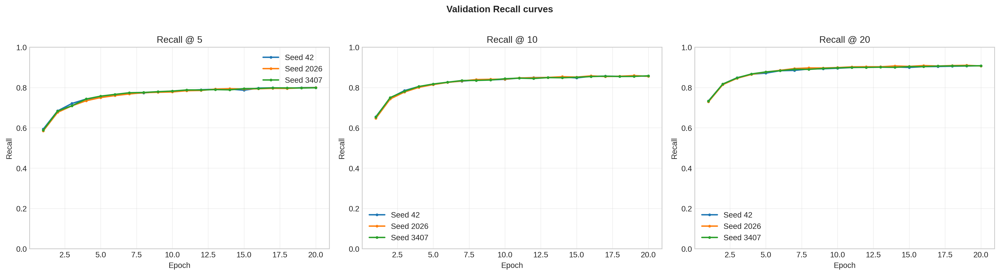 Validation Recall curves
Recall @ 5
1.0
0.8
0.6
0.4
0.2
0.0
Recall
2.5 5.0 7.5 10.0 12.5 15.0 17.5 20.0
Epoch
Seed 42
Seed 2026
Seed 3407
Recall @ 10
1.0
0.8
0.6
0.4
0.2
0.0
Recall
2.5 5.0 7.5 10.0 12.5 15.0 17.5 20.0
Epoch
Seed 42
Seed 2026
Seed 3407
Recall @ 20
1.0
0.8
0.6
0.4
0.2
0.0
Recall
2.5 5.0 7.5 10.0 12.5 15.0 17.5 20.0
Epoch
Seed 42
Seed 2026
Seed 3407